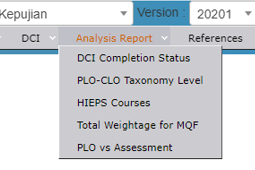 Kepujian Version : 20201
DCI Analysis Report References
DCI Completion Status
PLO-CLO Taxonomy Level
HIEPS Courses
Total Weightage for MQF
PLO vs Assessment